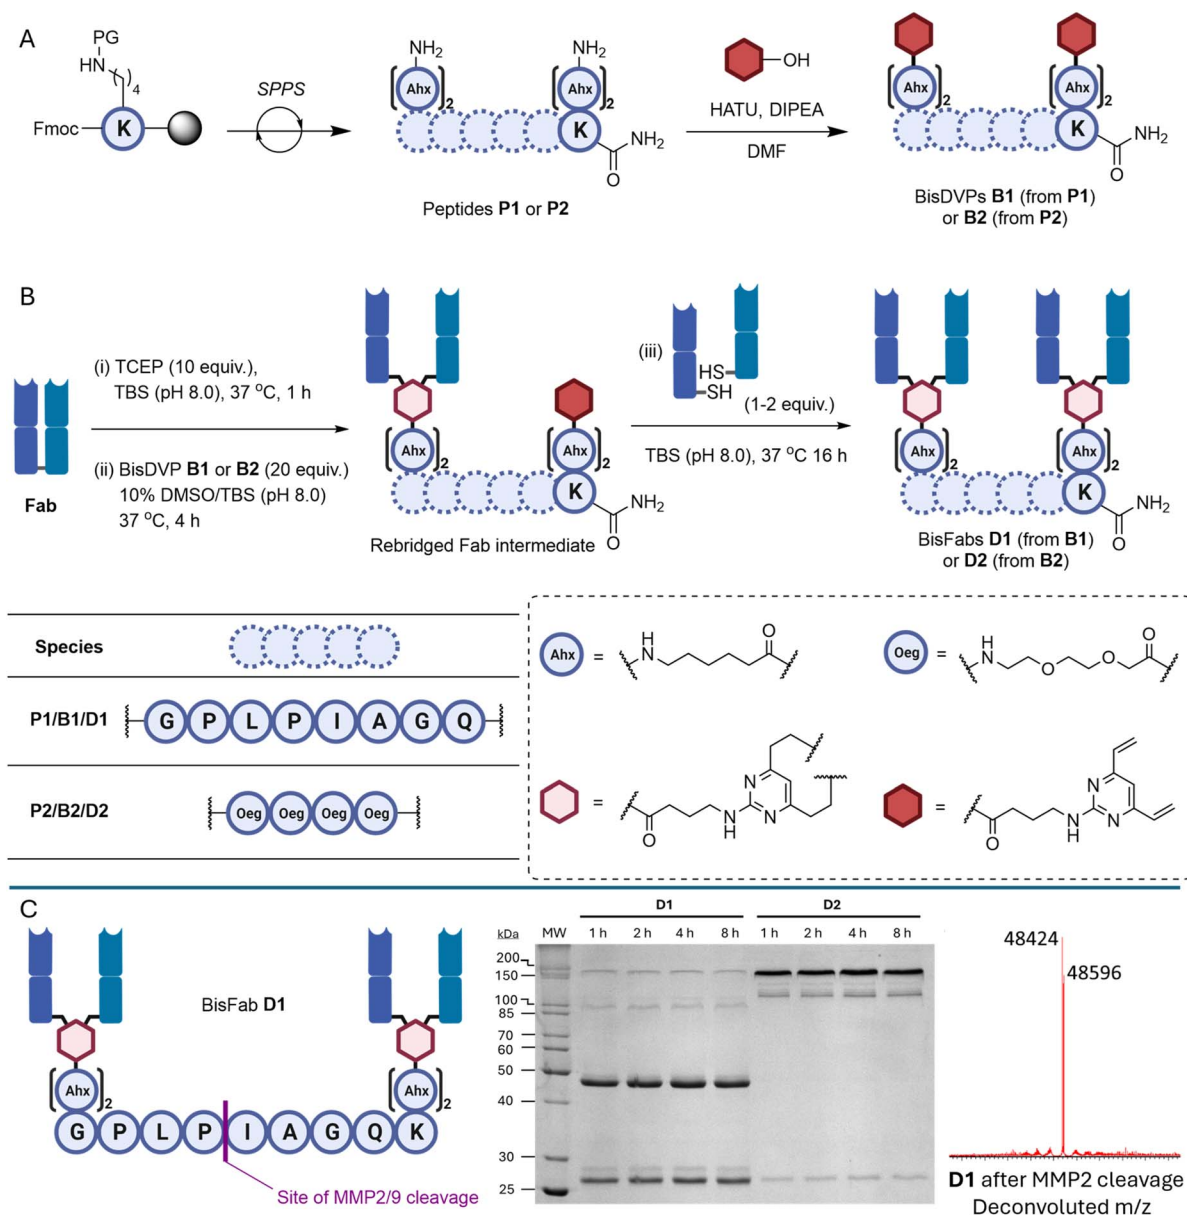 A
PG
HN
4
Fmoc
K
SPPS
NH2
NH2
Ahx
2
Ahx
2
K
NH2
O
Peptides P1 or P2
OH
HATU, DIPEA
DMF
Ahx
2
Ahx
2
K
NH2
O
BisDVPs B1 (from P1)
or B2 (from P2)
B
Fab
(i) TCEP (10 equiv.),
TBS (pH 8.0), 37 °C, 1 h
(ii) BisDVP B1 or B2 (20 equiv.)
10% DMSO/TBS (pH 8.0)
37 °C, 4 h
Ahx
2
Ahx
2
K
NH2
O
Rebridged Fab intermediate
(iii)
HS
SH
(1-2 equiv.)
TBS (pH 8.0), 37 °C 16 h
Ahx
2
Ahx
2
K
NH2
O
BisFabs D1 (from B1)
or D2 (from B2)
Species
P1/B1/D1
G P L P I A G Q
P2/B2/D2
Oeg Oeg Oeg Oeg
Ahx =
H
N
O
Oeg =
H
N
O
O
O
=
O
N
H
N
N
=
O
N
H
N
N
C
BisFab D1
Ahx
2
Ahx
2
G P L P I A G Q K
Site of MMP2/9 cleavage
D1 D2
kDa MW 1 h 2 h 4 h 8 h 1 h 2 h 4 h 8 h
200
150
100
85
70
60
50
40
30
25
48424
48596
D1 after MMP2 cleavage
Deconvoluted m/z